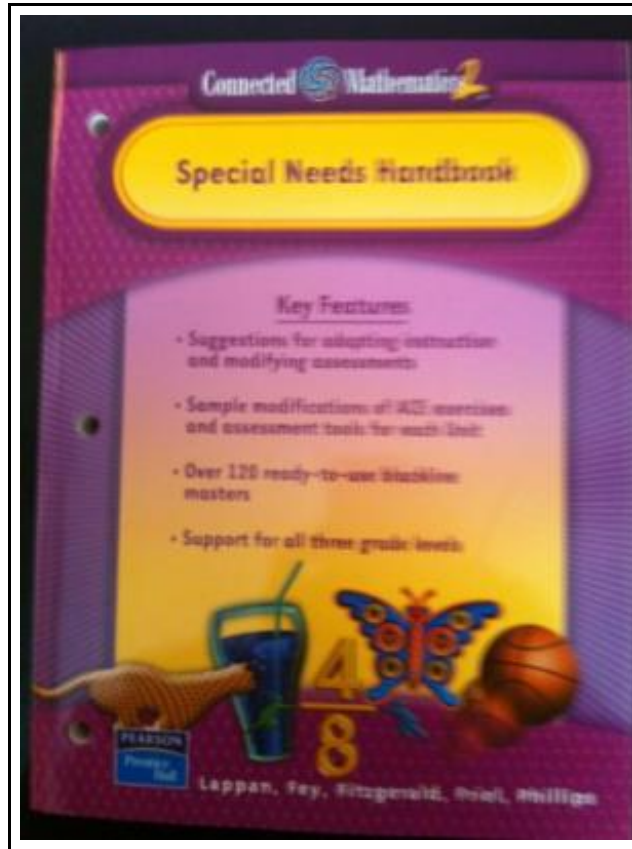 Connected Mathematics 2
Special Needs Handbook
Key Features
• Suggestions for adapting instruction
and modifying assessments
• Sample modifications of ACE exercises
and assessment tools for each Unit
• Over 120 ready-to-use blackline
masters
• Support for all three grade levels
4
8
PEARSON
Prentice
Hall
Lappan, Fey, Fitzgerald, Friel, Phillips